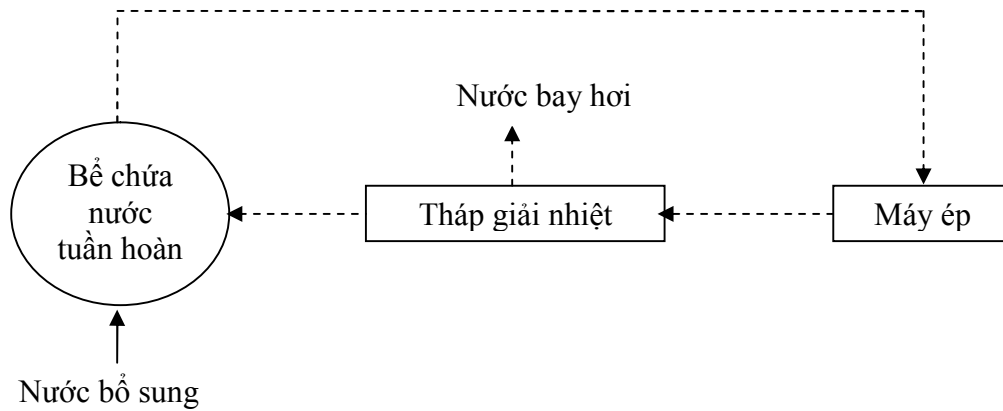 Nước bay hơi
Bể chứa
nước
tuần hoàn
Tháp giải nhiệt
Máy ép
Nước bổ sung